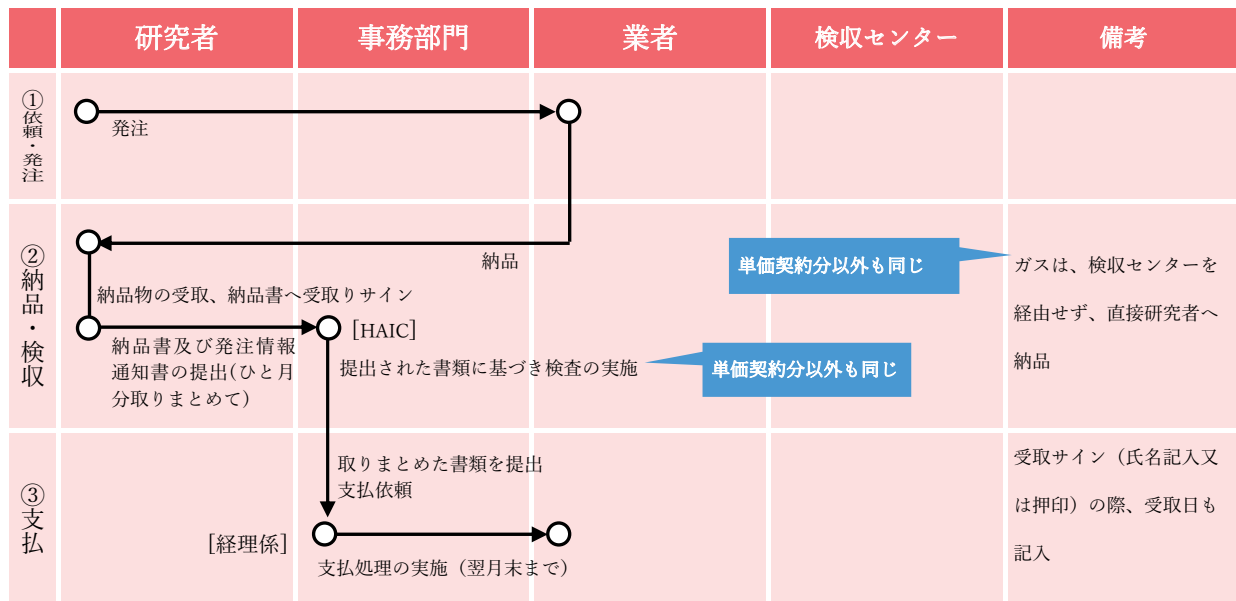 研究者
事務部門
業者
検収センター
備考
①依頼・発注
発注
②納品・検収
納品
単価契約分以外も同じ
ガスは、検収センターを
経由せず、直接研究者へ
納品
納品物の受取、納品書へ受取りサイン
[HAIC]
納品書及び発注情報
通知書の提出(ひと月
分取りまとめて)
提出された書類に基づき検査の実施
単価契約分以外も同じ
③支払
取りまとめた書類を提出
支払依頼
受取サイン（氏名記入又
は押印）の際、受取日も
記入
[経理係]
支払処理の実施（翌月末まで）